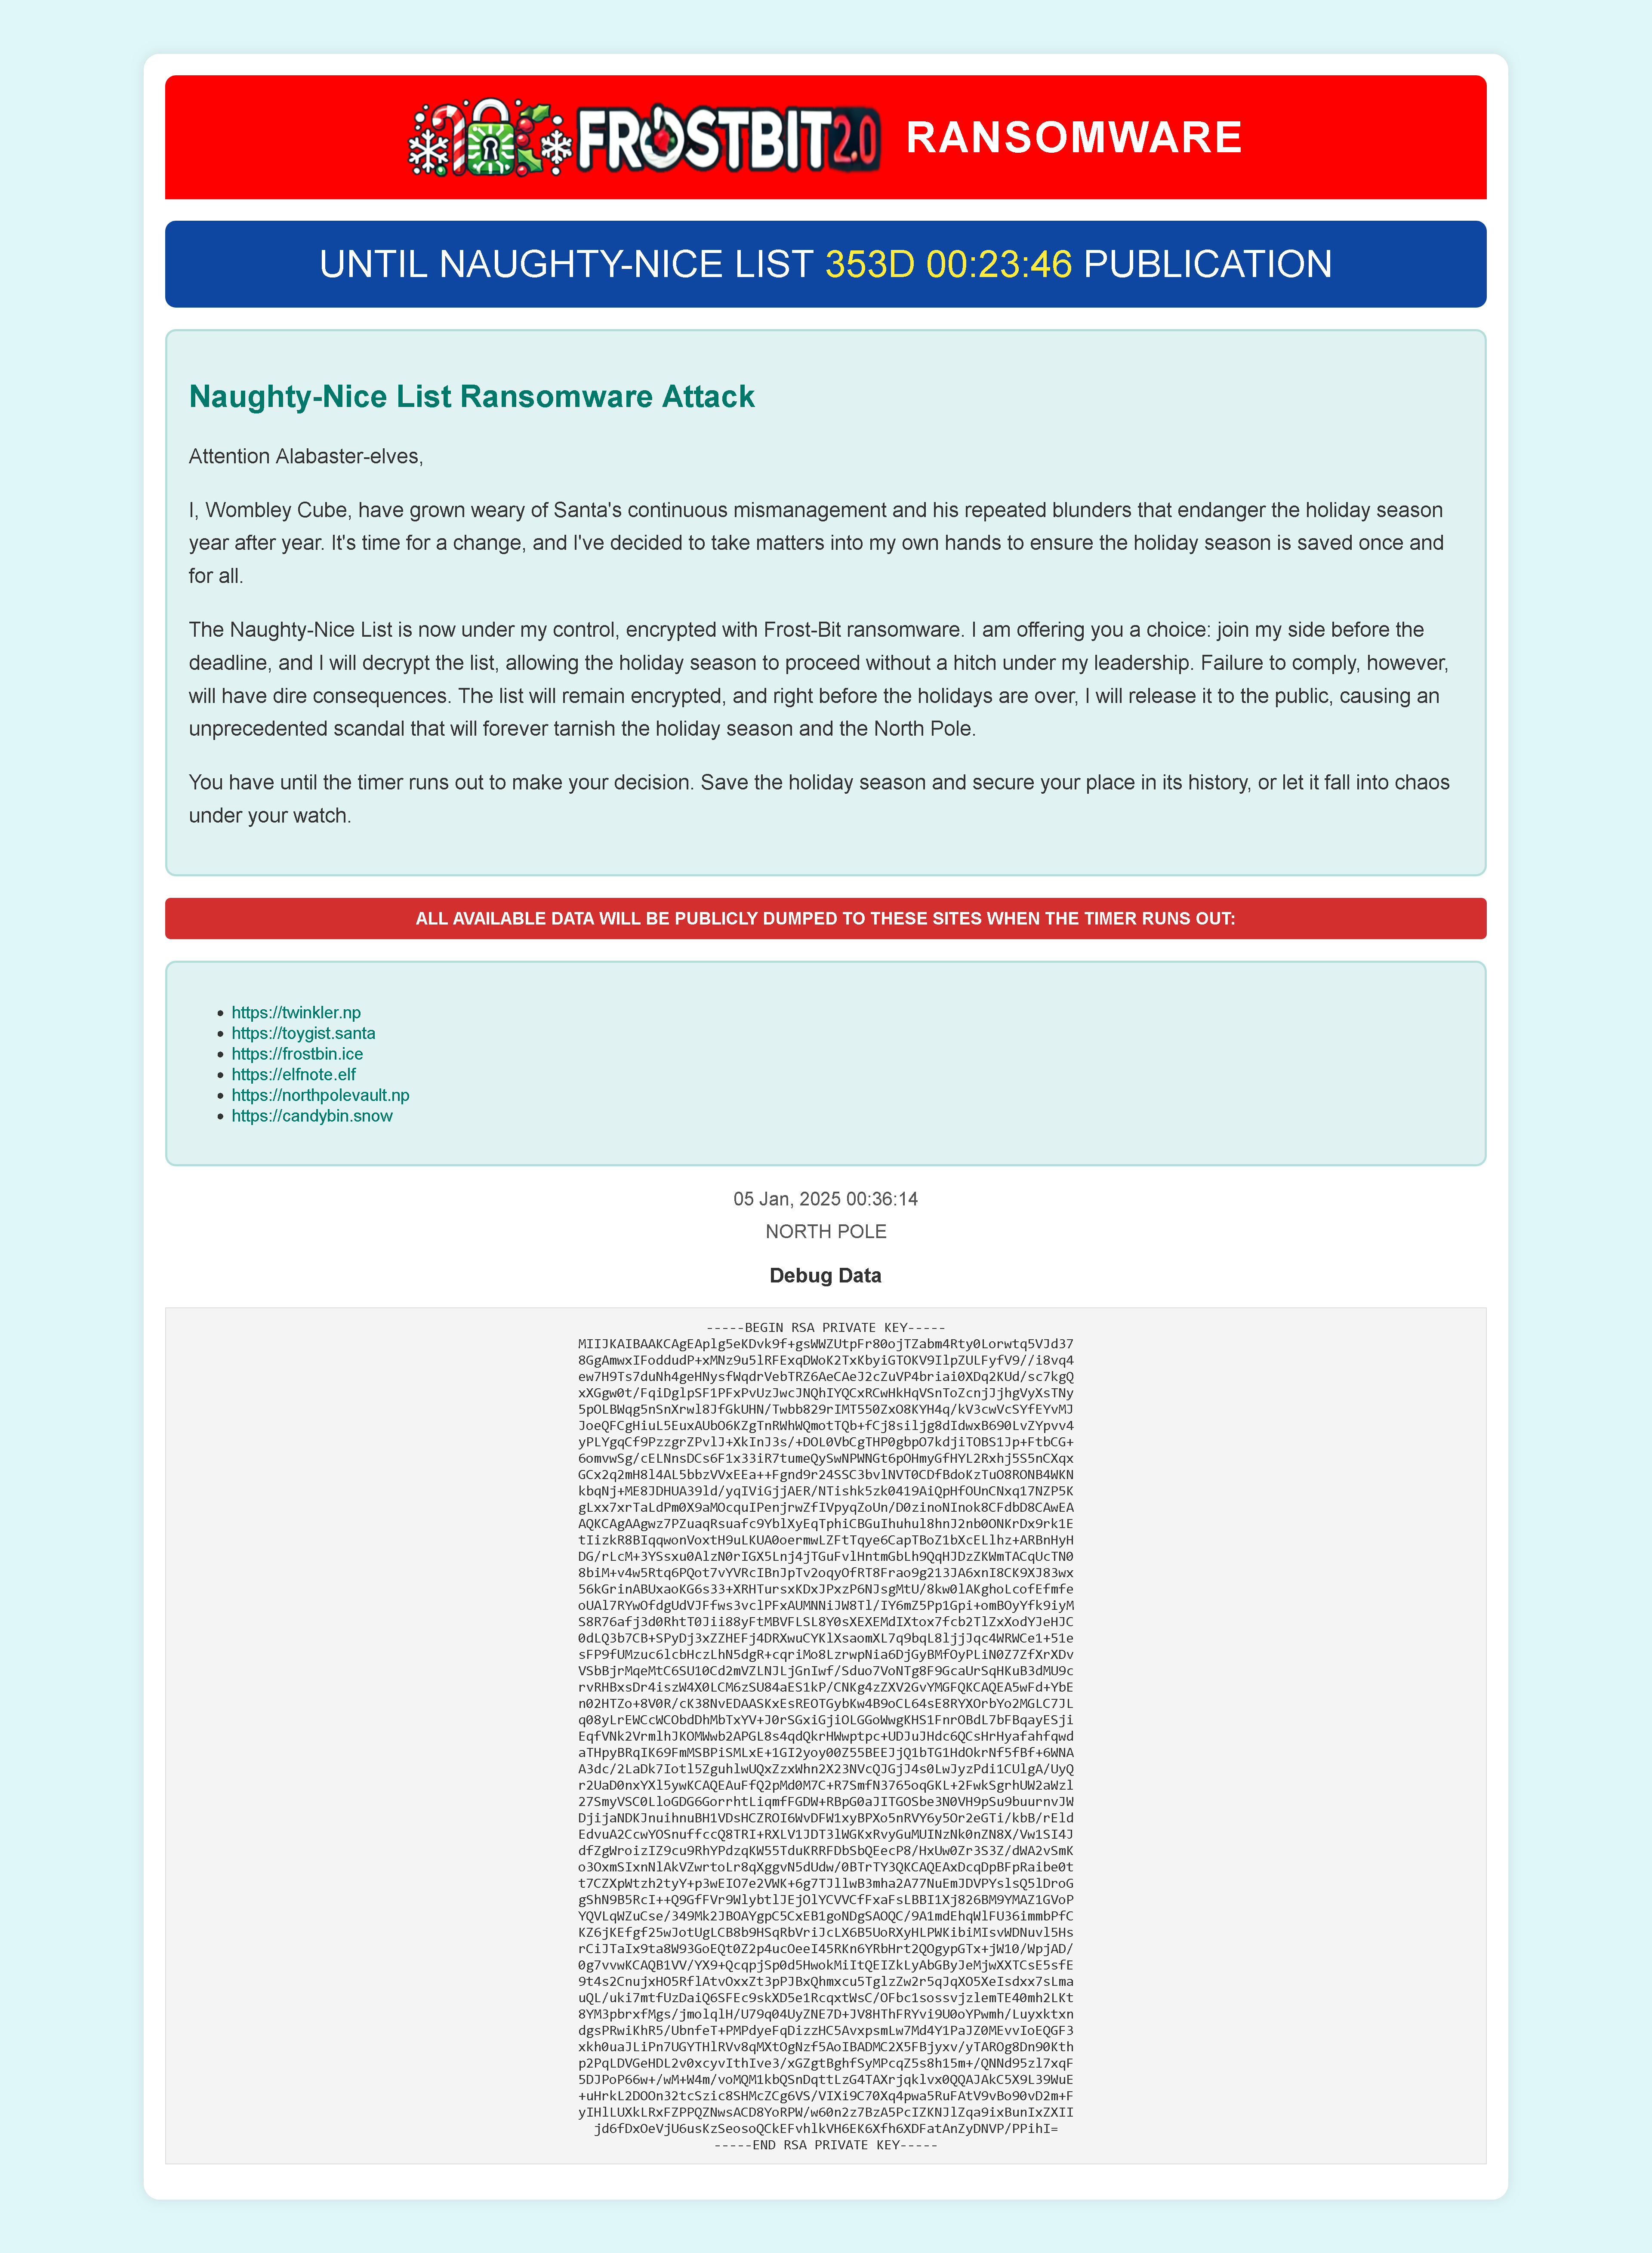 FROSTBIT2.0 RANSOMWARE
UNTIL NAUGHTY-NICE LIST 353D 00:23:46 PUBLICATION
Naughty-Nice List Ransomware Attack
Attention Alabaster-elves,
I, Wombley Cube, have grown weary of Santa's continuous mismanagement and his repeated blunders that endanger the holiday season
year after year. It's time for a change, and I've decided to take matters into my own hands to ensure the holiday season is saved once and
for all.
The Naughty-Nice List is now under my control, encrypted with Frost-Bit ransomware. I am offering you a choice: join my side before the
deadline, and I will decrypt the list, allowing the holiday season to proceed without a hitch under my leadership. Failure to comply, however,
will have dire consequences. The list will remain encrypted, and right before the holidays are over, I will release it to the public, causing an
unprecedented scandal that will forever tarnish the holiday season and the North Pole.
You have until the timer runs out to make your decision. Save the holiday season and secure your place in its history, or let it fall into chaos
under your watch.
ALL AVAILABLE DATA WILL BE PUBLICLY DUMPED TO THESE SITES WHEN THE TIMER RUNS OUT:
https://twinkler.np
https://toygist.santa
https://frostbin.ice
https://elfnote.elf
https://northpolevault.np
https://candybin.snow
05 Jan, 2025 00:36:14
NORTH POLE
Debug Data
-----BEGIN RSA PRIVATE KEY-----
MIIJKAIBAAKCAgEAplg5eKDvk9f+gsWWZUtpFr80ojTZabm4Rty0Lorwtq5VJd37
8GgAmwxIFoddudP+xMNz9u5lRFExqDWoK2TxKbyiGTOKV9IlpZULFyfV9//i8vq4
ew7H9Ts7duNh4geHNysfWqdrVebTRZ6AeCAeJ2cZuVP4briai0XDq2KUd/sc7kgQ
xXGgw0t/FqiDglpSF1PFxPvUzJwcJNQhIYQCxRCwHkHqVSnToZcnjJjhgVyXsTNy
5pOLBWqg5nSnXrwl8JfGkUHN/Twbb829rIMT550ZxO8KYH4q/kV3cwVcSYfEYvMJ
JoeQFCgHiuL5EuxAUbO6KZgTnRWhWQmotTQb+fCj8siljg8dIdwxB690LvZYpvv4
yPLYgqCf9PzzgrZPvlJ+XkInJ3s/+DOL0VbCgTHP0gbpO7kdjiTOBS1Jp+FtbCG+
6omvwSg/cELNnsDCs6F1x33iR7tumeQySwNPWNGt6pOHmyGfHYL2Rxhj5S5nCXqx
GCx2q2mH8l4AL5bbzVVxEEa++Fgnd9r24SSC3bvlNVT0CDfBdoKzTuO8RONB4WKN
kbqNj+ME8JDHUA39ld/yqIViGjjAER/NTishk5zk0419AiQpHfOUnCNxq17NZP5K
gLxx7xrTaLdPm0X9aMOcquIPenjrwZfIVpyqZoUn/D0zinoNInok8CFdbD8CAwEA
AQKCAgAAgwz7PZuaqRsuafc9YblXyEqTphiCBGuIhuhul8hnJ2nb0ONKrDx9rk1E
tIizkR8BIqqwonVoxtH9uLKUA0oermwLZFtTqye6CapTBoZ1bXcELlhz+ARBnHyH
DG/rLcM+3YSsxu0AlzN0rIGX5Lnj4jTGuFvlHntmGbLh9QqHJDzZKWmTACqUcTN0
8biM+v4w5Rtq6PQot7vYVRcIBnJpTv2oqyOfRT8Frao9g213JA6xnI8CK9XJ83wx
56kGrinABUxaoKG6s33+XRHTursxKDxJPxzP6NJsgMtU/8kw0lAKgholcofEfmfe
oUAl7RYwOfdgUdVJFfws3vclPFxAUMNNiJW8Tl/IY6mZ5Pp1Gpi+omBOyYfk9iyM
S8R76afj3d0RhtT0Jii88yFtMBVFLSL8Y0sXEXEMdIXtox7fcb2TlZxXodYJeHJC
0dLQ3b7CB+SPyDj3xZZHEFj4DRXwuCYKlXsaomXL7q9bqL8ljjJqc4WRWCe1+51e
sFP9fUMzuc6lcbHczLhN5dgR+cqriMo8LzrwpNia6DjGyBMfOyPLiN0Z7ZfXrXDv
VSbBjrMqeMtC6SU10Cd2mVZLNJLjGnIwf/Sduo7VoNTg8F9GcaUrSqHKuB3dMU9c
rvRHBxsDr4iszW4X0LCM6zSU84aES1kP/CNKg4zZXV2GvYMGFQKCAQEA5wFd+YbE
n02HTZo+8V0R/cK38NvEDAASKxEsREOTGybKw4B9oCL64sE8RYXOrbYo2MGLC7JL
q08yLrEWCcWCObdDhMbTxYV+J0rSGxiGjiOLGGoWwgKHS1FnrOBdL7bFBqayESji
EqfVNk2VrmlhJKOMWwb2APGL8s4qdQkrHWwptpc+UDJuJHdc6QCsHrHyafahfqwd
aTHpyBRqIK69FmMSBPiSMLxE+1GI2yoy00Z55BEEJjQ1bTG1HdOkrNf5fBf+6WNA
A3dc/2LaDk7Iotl5ZguhlwUQxZzxWhn2X23NVcQJGjJ4s0LwJyzPdi1CUlgA/UyQ
r2UaD0nxYXl5ywKCAQEAuFfQ2pMd0M7C+R7SmfN3765oqGKL+2FwkSgrhUW2aWzl
27SmyVSC0LloGDG6GorrhtLiqmfFGDW+RBpG0aJITGOSbe3N0VH9pSu9buurnvJW
DjijaNDKJnuihnuBH1VDsHCZROI6WvDFW1xyBPXo5nRVY6y5Or2eGTi/kbB/rEld
EdvuA2CcwYOSnuffccQ8TRI+RXLV1JDT3lWGKxRvyGuMUINzNk0nZN8X/Vw1SI4J
dfZgWroizIZ9cu9RhYPdzqKW55TduKRRFDbSbQEecP8/HxUw0Zr3S3Z/dWA2vSmK
o3OxmSIxnNlAkVZwrtoLr8qXggvN5dUdw/0BTrTY3QKCAQEAxDcqDpBFpRaibe0t
t7CZXpWtzh2tyY+p3wEIO7e2VWK+6g7TJllwB3mha2A77NuEmJDVPYslsQ5lDroG
gShN9B5RcI++Q9GfFVr9WlybtlJEjOlYCVVCfFxaFsLBBI1Xj826BM9YMAZ1GVoP
YQVLqWZuCse/349Mk2JBOAYgpC5CxEB1goNDgSAOQC/9A1mdEhqWlFU36immbPfC
KZ6jKEfgf25wJotUgLCB8b9HSqRbVriJcLX6B5UoRXyHLPWKibiMIsvWDNuvl5Hs
rCiJTaIx9ta8W93GoEQt0Z2p4ucOeeI45RKn6YRbHrt2QOgypGTx+jW10/WpjAD/
0g7vvwKCAQB1VV/YX9+QcqpjSp0d5HwokMiItQEIZkLyAbGByJeMjwXXTCsE5sfE
9t4s2CnujxHO5RflAtvOxxZt3pPJBxQhmxcu5TglzZw2r5qJqXO5XeIsdxx7sLma
uQL/uki7mtfUzDaiQ6SFEc9skXD5e1RcqxtWsC/OFbc1sossvjzlemTE40mh2LKt
8YM3pbrxfMgs/jmolqlH/U79q04UyZNE7D+JV8HThFRYvi9U0oYPwmh/Luyxktxn
dgsPRwiKhR5/UbnfeT+PMPdyeFqDizzHC5AvxpsmLw7Md4Y1PaJZ0MEvvIoEQGF3
xkh0uaJLiPn7UGYTHlRVv8qMXtOgNzf5AoIBADMC2X5FBjyxv/yTAROg8Dn90Kth
p2PqLDVGeHDL2v0xcyvIthIve3/xGZgtBghfSyMPcqZ5s8h15m+/QNNd95zl7xqF
5DJPoP66w+/wM+W4m/voMQM1kbQSnDqttLzG4TAXrjqklvx0QQAJAkC5X9L39WuE
+uHrkL2DOOn32tcSzic8SHMcZCg6VS/VIXi9C70Xq4pwa5RuFAtV9vBo90vD2m+F
yIHlLUXkLRxFZPPQZNwsACD8YoRPW/w60n2z7BzA5PcIZKNJlZqa9ixBunIxZXII
jd6fDxOeVjU6usKzSeosoQCkEFvhlkVH6EK6Xfh6XDFatAnZyDNVP/PPihI=
-----END RSA PRIVATE KEY-----